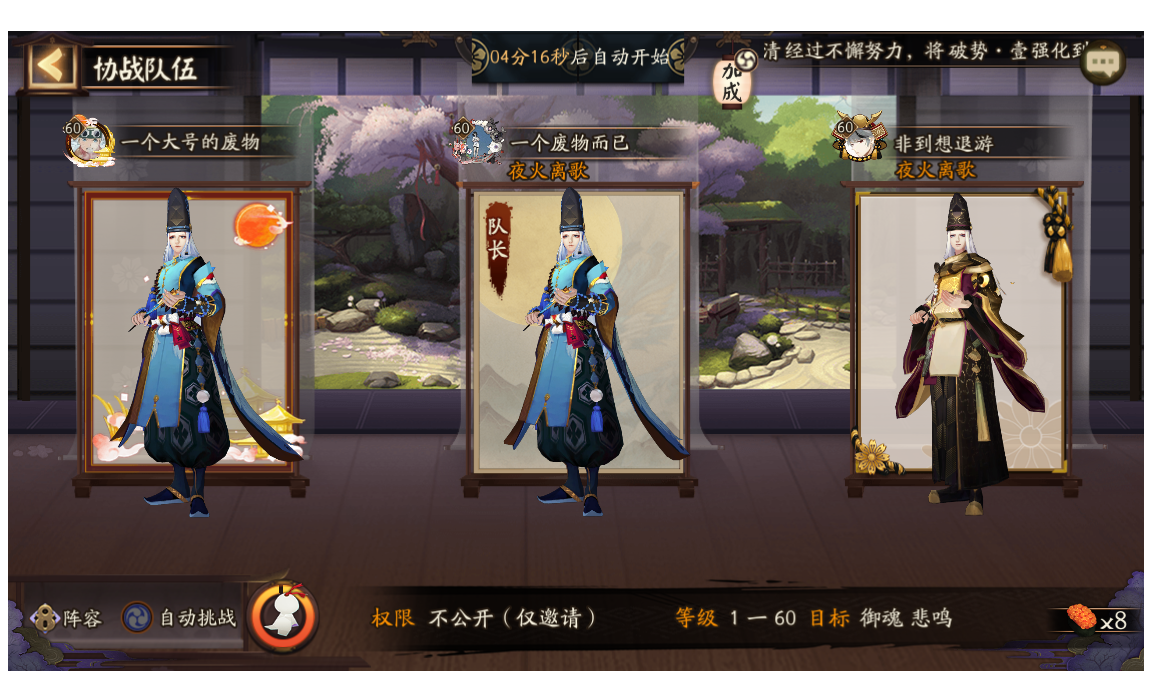 协战队伍
04分16秒后自动开始
加成
清经过不懈努力，将破势·壹强化到
60
一个大号的废物
60
一个废物而已
夜火离歌
60
非到想退游
夜火离歌
队长
阵容
自动挑战
权限 不公开（仅邀请）
等级 1 一 60 目标 御魂 悲鸣
x8